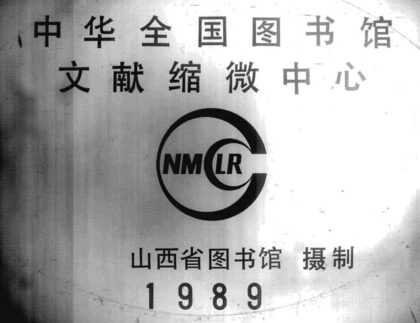 中华全国图书馆
文献缩微中心
NMCLR
山西省图书馆 摄制
1989